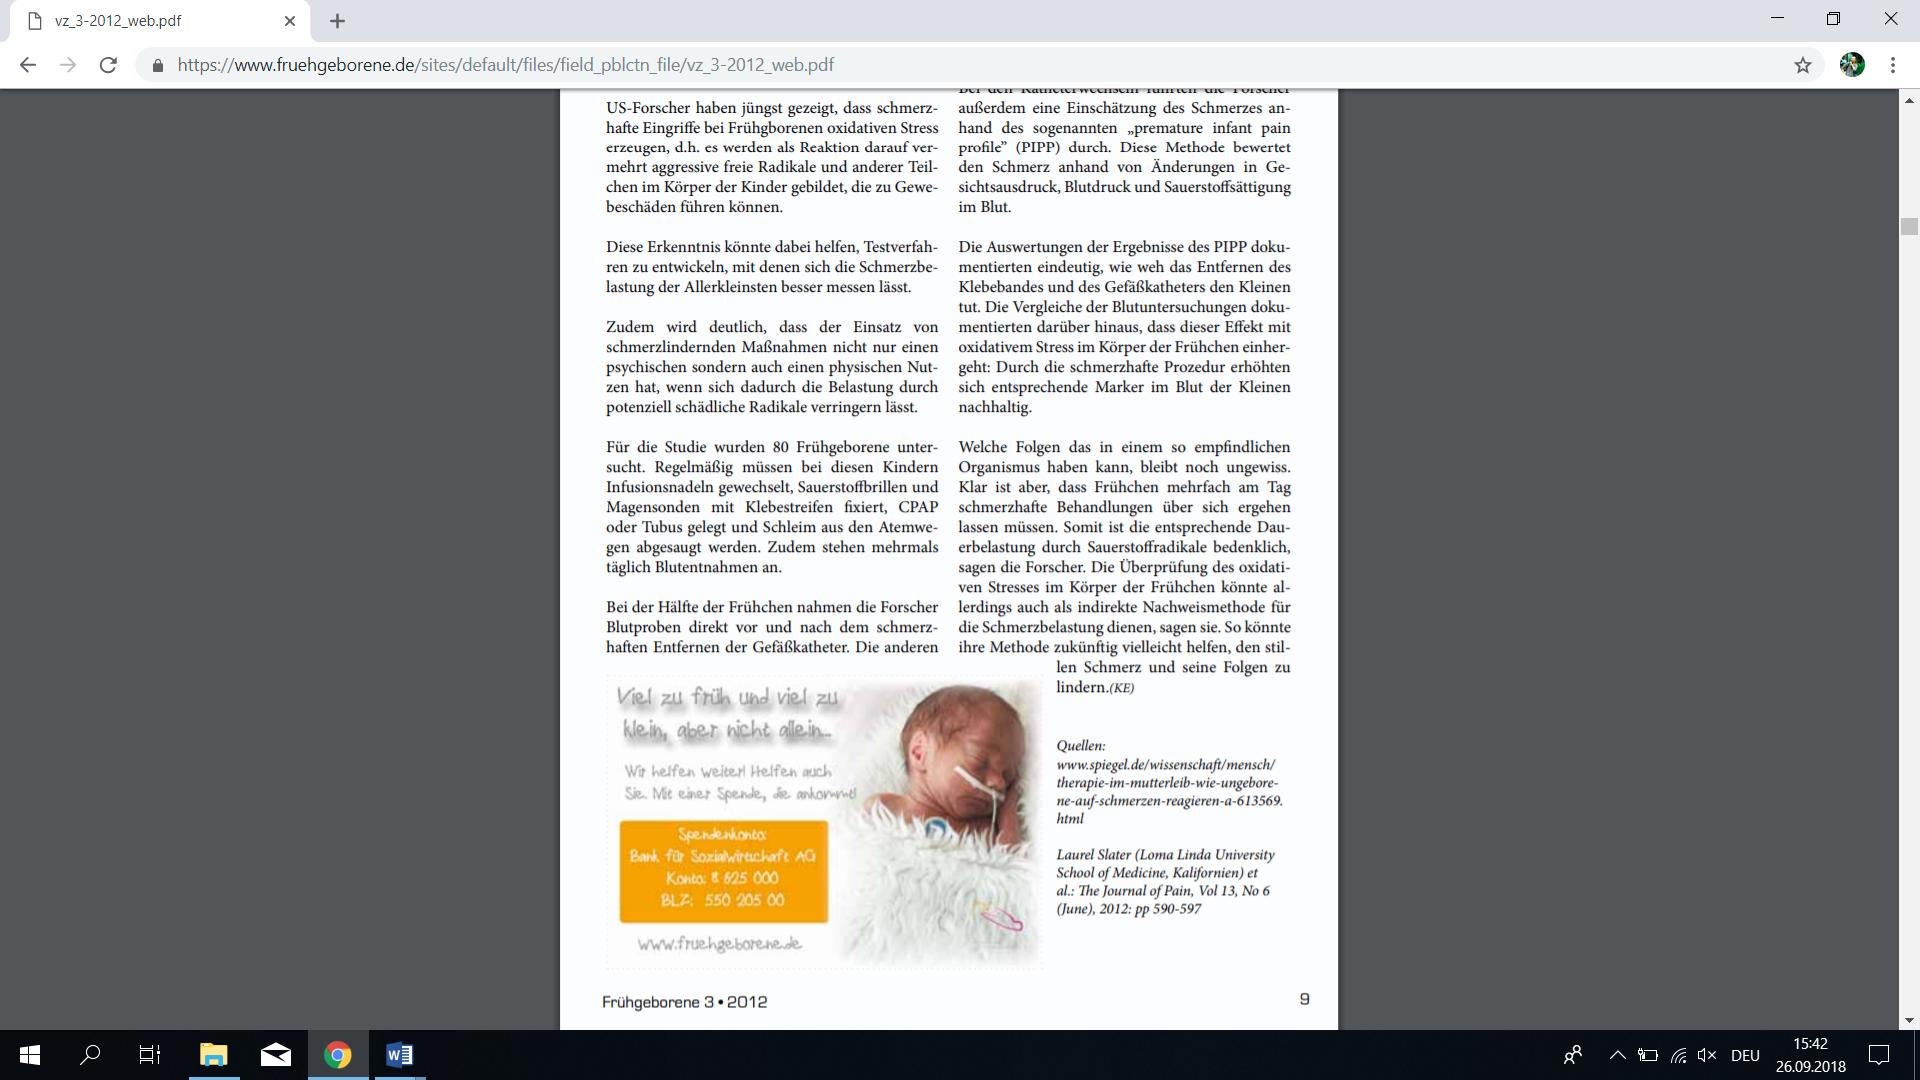 vz_3-2012_web.pdf
https://www.fruehgeborene.de/sites/default/files/field_pblctn_file/vz_3-2012_web.pdf
US-Forscher haben jüngst gezeigt, dass schmerz-
hafte Eingriffe bei Frühgborenen oxidativen Stress
erzeugen, d.h. es werden als Reaktion darauf ver-
mehrt aggressive freie Radikale und anderer Teil-
chen im Körper der Kinder gebildet, die zu Gewe-
beschäden führen können.
Diese Erkenntnis könnte dabei helfen, Testverfah-
ren zu entwickeln, mit denen sich die Schmerzbe-
lastung der Allerkleinsten besser messen lässt.
Zudem wird deutlich, dass der Einsatz von
schmerzlindernden Maßnahmen nicht nur einen
psychischen sondern auch einen physischen Nut-
zen hat, wenn sich dadurch die Belastung durch
potenziell schädliche Radikale verringern lässt.
Für die Studie wurden 80 Frühgeborene unter-
sucht. Regelmäßig müssen bei diesen Kindern
Infusionsnadeln gewechselt, Sauerstoffbrillen und
Magensonden mit Klebestreifen fixiert, CPAP
oder Tubus gelegt und Schleim aus den Atemwe-
gen abgesaugt werden. Zudem stehen mehrmals
täglich Blutentnahmen an.
Bei der Hälfte der Frühchen nahmen die Forscher
Blutproben direkt vor und nach dem schmerz-
haften Entfernen der Gefäßkatheter. Die anderen
Bei den Katheterwechseln führten die Forscher
außerdem eine Einschätzung des Schmerzes an-
hand des sogenannten „premature infant pain
profile” (PIPP) durch. Diese Methode bewertet
den Schmerz anhand von Änderungen in Ge-
sichtsausdruck, Blutdruck und Sauerstoffsättigung
im Blut.
Die Auswertungen der Ergebnisse des PIPP doku-
mentierten eindeutig, wie weh das Entfernen des
Klebebandes und des Gefäßkatheters den Kleinen
tut. Die Vergleiche der Blutuntersuchungen doku-
mentierten darüber hinaus, dass dieser Effekt mit
oxidativem Stress im Körper der Frühchen einher-
geht: Durch die schmerzhafte Prozedur erhöhten
sich entsprechende Marker im Blut der Kleinen
nachhaltig.
Welche Folgen das in einem so empfindlichen
Organismus haben kann, bleibt noch ungewiss.
Klar ist aber, dass Frühchen mehrfach am Tag
schmerzhafte Behandlungen über sich ergehen
lassen müssen. Somit ist die entsprechende Dau-
erbelastung durch Sauerstoffradikale bedenklich,
sagen die Forscher. Die Überprüfung des oxidati-
ven Stresses im Körper der Frühchen könnte al-
lerdings auch als indirekte Nachweismethode für
die Schmerzbelastung dienen, sagen sie. So könnte
ihre Methode zukünftig vielleicht helfen, den stil-
len Schmerz und seine Folgen zu
lindern.(KE)
Viel zu früh und viel zu
klein, aber nicht allein...
Wir helfen weiter! Helfen auch
Sie. Mit einer Spende, die ankommt!
Spendenkonto:
Bank für Sozialwirtschaft AG
Konto: 8 625 000
BLZ: 550 205 00
www.fruehgeborene.de
Quellen:
www.spiegel.de/wissenschaft/mensch/
therapie-im-mutterleib-wie-ungebore-
ne-auf-schmerzen-reagieren-a-613569.
html
Laurel Slater (Loma Linda University
School of Medicine, Kalifornien) et
al.: The Journal of Pain, Vol 13, No 6
(June), 2012: pp 590-597
Frühgeborene 3 • 2012
9
DEU
15:42
26.09.2018